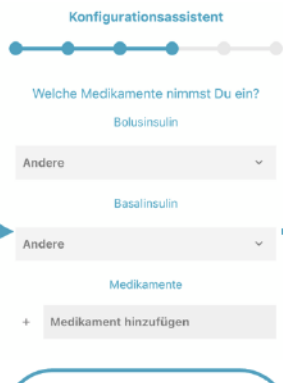 Konfigurationsassistent
Welche Medikamente nimmst Du ein?
Bolusinsulin
Andere
Basalinsulin
Andere
Medikamente
+ Medikament hinzufügen